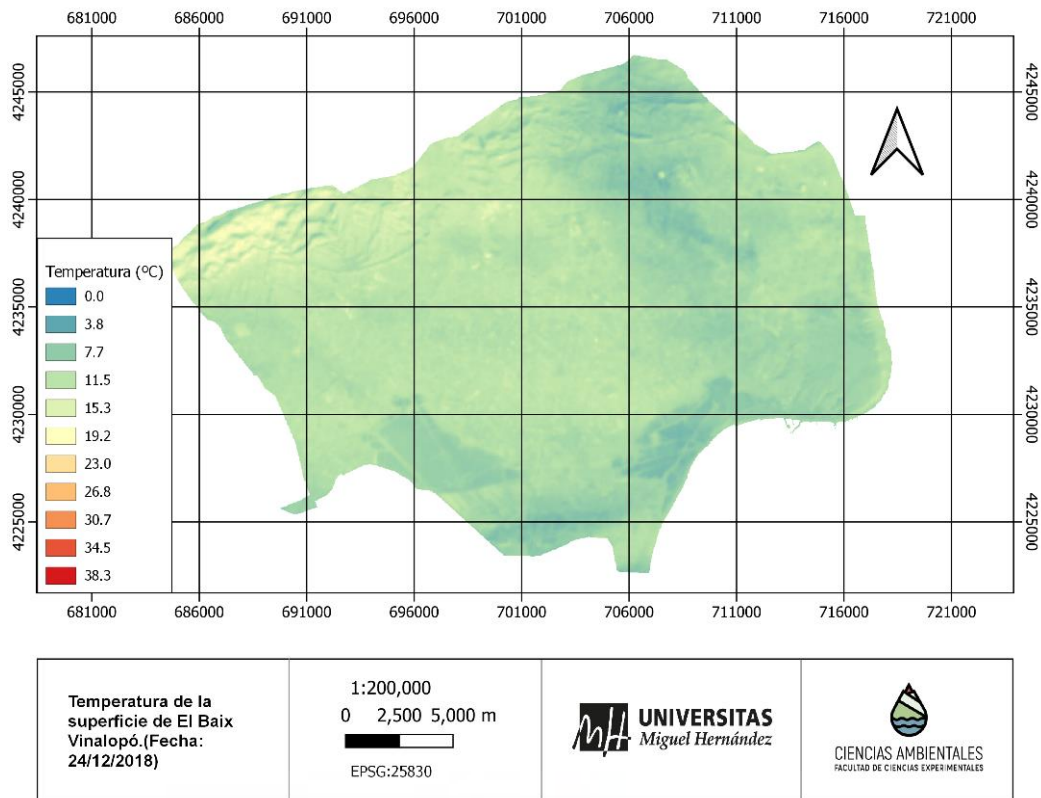 681000 686000 691000 696000 701000 706000 711000 716000 721000
4245000 4245000
4240000 4240000
4235000 4235000
4230000 4230000
4225000 4225000
Temperatura (ºC)
0.0
3.8
7.7
11.5
15.3
19.2
23.0
26.8
30.7
34.5
38.3
681000 686000 691000 696000 701000 706000 711000 716000 721000
Temperatura de la
superficie de El Baix
Vinalopó.(Fecha:
24/12/2018)
1:200,000
0 2,500 5,000 m
EPSG:25830
UNIVERSITAS
Miguel Hernández
CIENCIAS AMBIENTALES
FACULTAD DE CIENCIAS EXPERIMENTALES